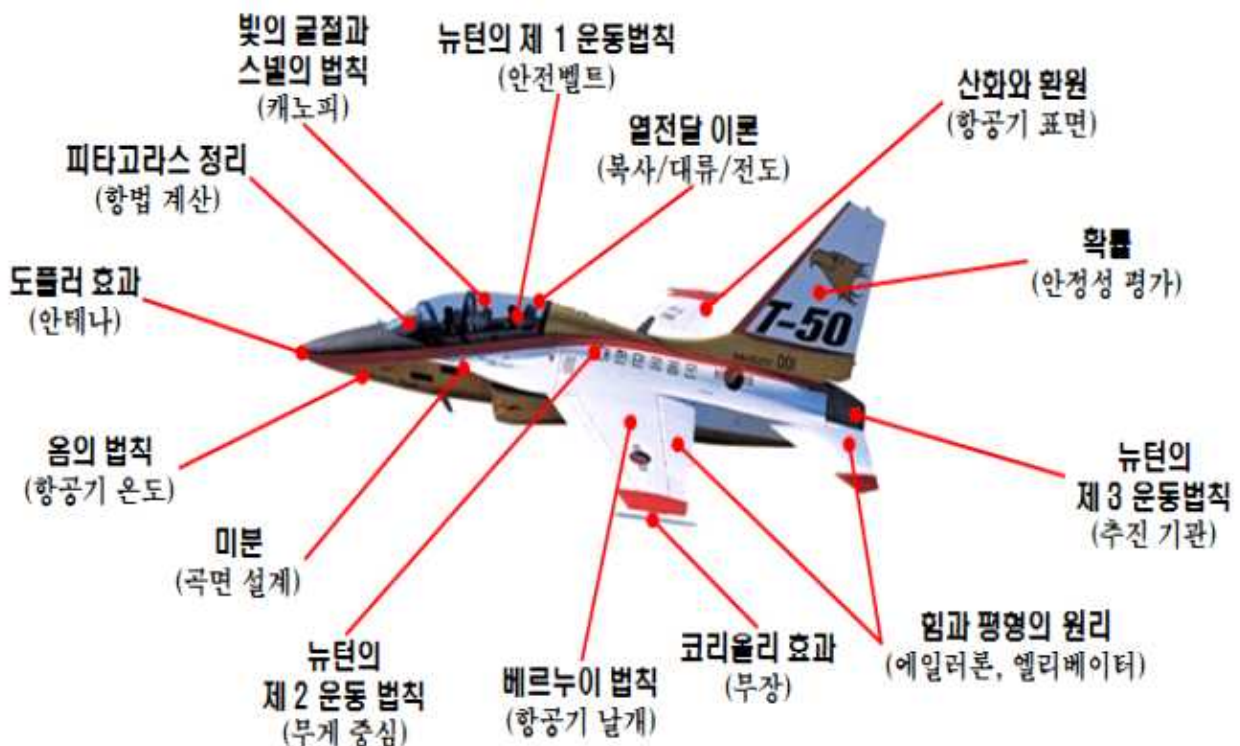 빛의 굴절과
스넬의 법칙
(캐노피)
뉴턴의 제 1 운동법칙
(안전벨트)
열전달 이론
(복사/대류/전도)
산화와 환원
(항공기 표면)
피타고라스 정리
(항법 계산)
확률
(안정성 평가)
도플러 효과
(안테나)
T-50
001
옴의 법칙
(항공기 온도)
뉴턴의
제 3 운동법칙
(추진 기관)
미분
(곡면 설계)
힘과 평형의 원리
(에일러론, 엘리베이터)
코리올리 효과
(무장)
뉴턴의
제 2 운동 법칙
(무게 중심)
베르누이 법칙
(항공기 날개)